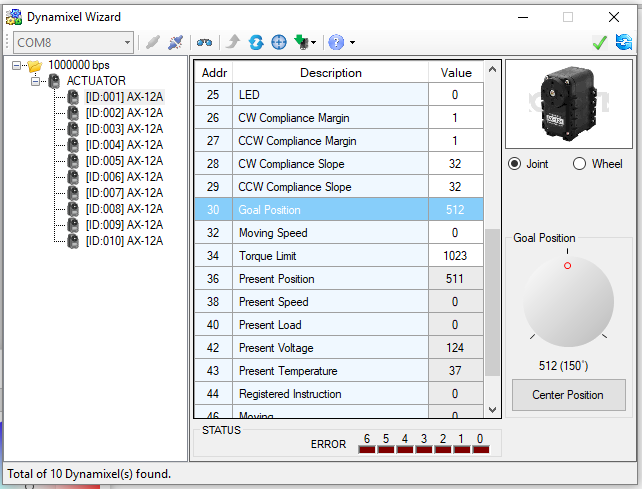 Dynamixel Wizard
COM8
1000000 bps
ACTUATOR
[ID:001] AX-12A
[ID:002] AX-12A
[ID:003] AX-12A
[ID:004] AX-12A
[ID:005] AX-12A
[ID:006] AX-12A
[ID:007] AX-12A
[ID:008] AX-12A
[ID:009] AX-12A
[ID:010] AX-12A
Addr Description Value
25 LED 0
26 CW Compliance Margin 1
27 CCW Compliance Margin 1
28 CW Compliance Slope 32
29 CCW Compliance Slope 32
30 Goal Position 512
32 Moving Speed 0
34 Torque Limit 1023
36 Present Position 511
38 Present Speed 0
40 Present Load 0
42 Present Voltage 124
43 Present Temperature 37
44 Registered Instruction 0
46 Moving 0
STATUS
ERROR 6 5 4 3 2 1 0
Joint Wheel
Goal Position
512 (150˚)
Center Position
Total of 10 Dynamixel(s) found.